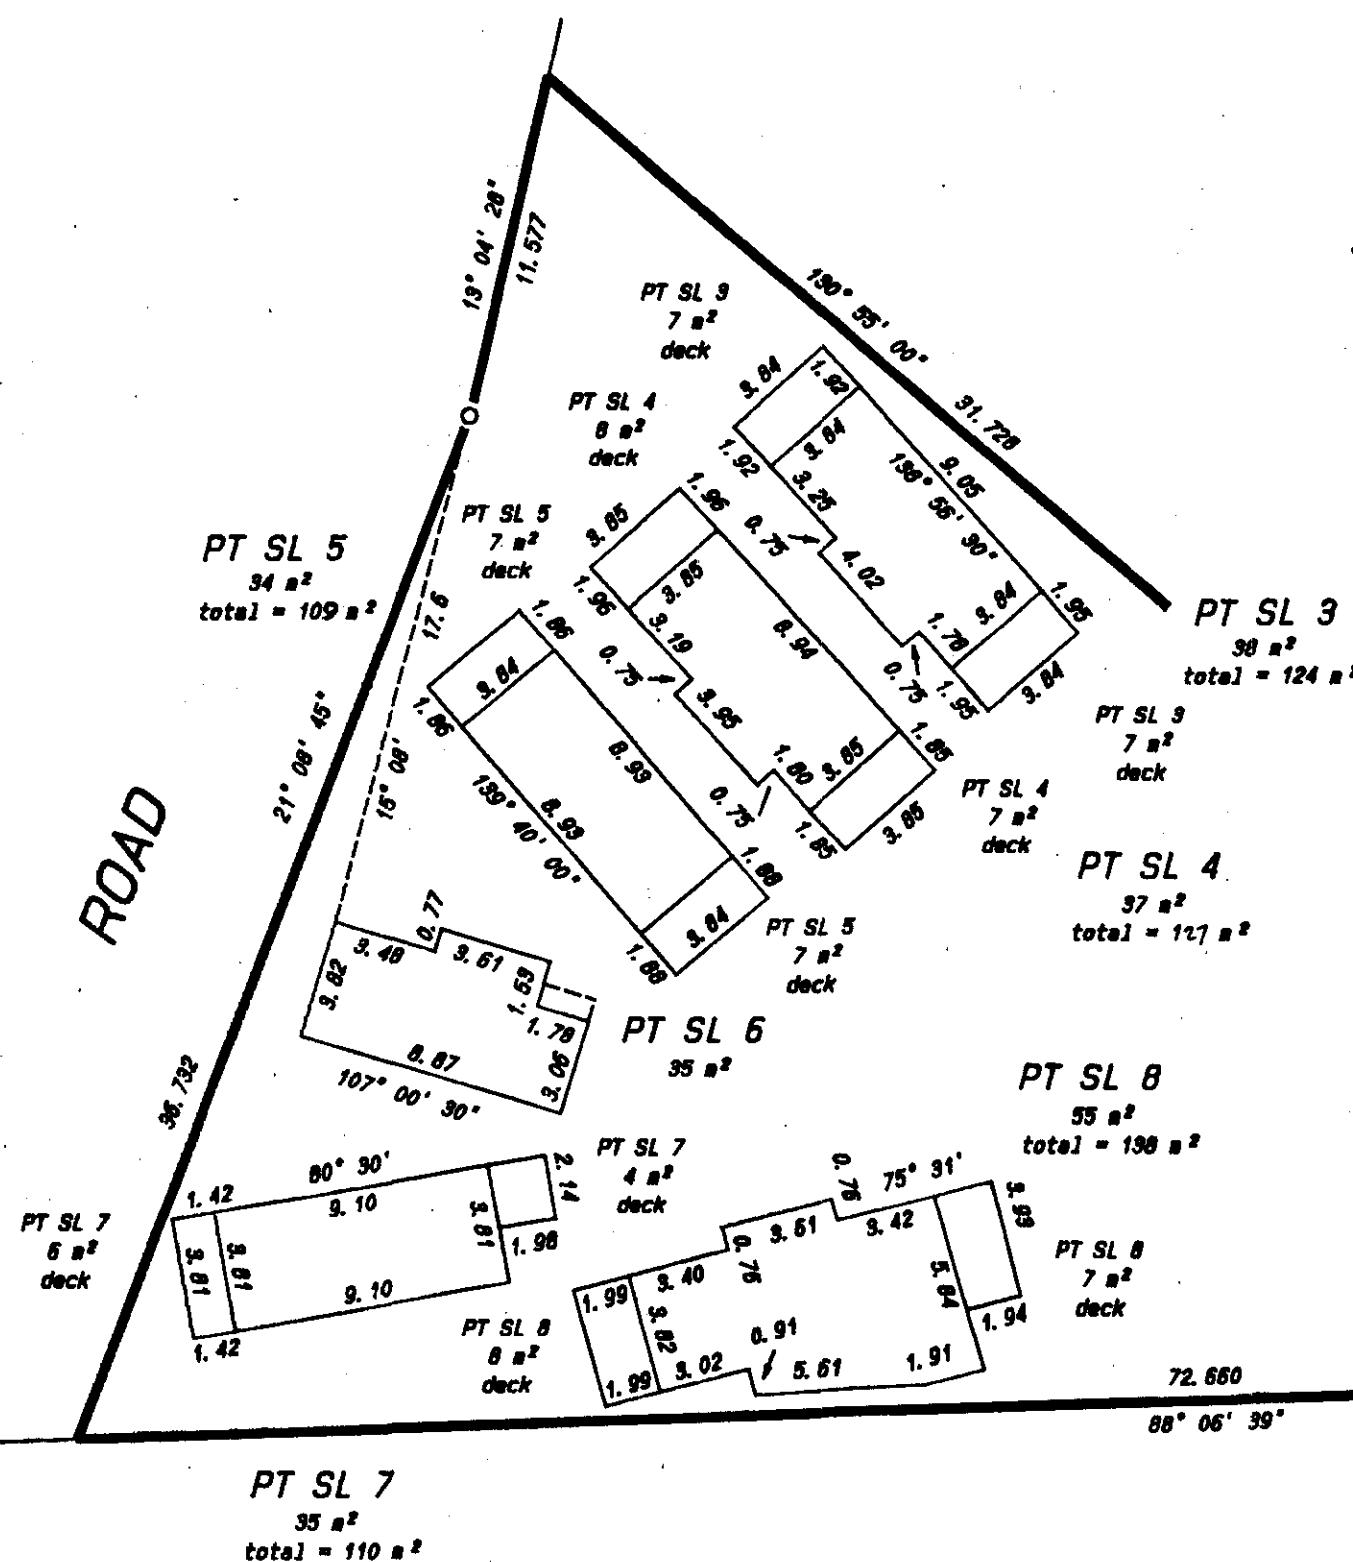 13° 04' 26"
11.577
130° 55' 00"
31.726
PT SL 3
7 m²
deck
3.84
1.92
3.84
1.92
3.25
9.05
136° 56' 30"
0.75
4.02
3.84
1.95
1.78
0.75
1.95
3.84
PT SL 4
8 m²
deck
1.96
3.85
3.85
1.96
3.19
8.94
0.75
3.95
1.80
3.85
1.85
0.75
1.85
3.85
PT SL 5
7 m²
deck
1.86
3.84
1.86
8.93
8.93
139° 40' 00"
1.88
3.84
1.88
PT SL 5
34 m²
total = 109 m²
17.6
15° 08'
21° 08' 45"
36.732
ROAD
PT SL 3
38 m²
total = 124 m²
PT SL 3
7 m²
deck
PT SL 4
7 m²
deck
PT SL 4
37 m²
total = 127 m²
PT SL 5
7 m²
deck
0.77
3.48
3.61
3.82
1.53
1.78
8.87
3.06
107° 00' 30"
PT SL 6
35 m²
PT SL 8
55 m²
total = 138 m²
PT SL 7
4 m²
deck
80° 30'
1.42
9.10
2.14
3.81
3.81
3.81
1.98
9.10
1.42
PT SL 7
6 m²
deck
0.76
75° 31'
3.61
3.42
3.93
0.76
3.40
1.99
3.82
5.84
1.94
0.91
3.02
5.61
1.91
1.99
PT SL 8
7 m²
deck
PT SL 8
8 m²
deck
72.660
88° 06' 39"
PT SL 7
35 m²
total = 110 m²